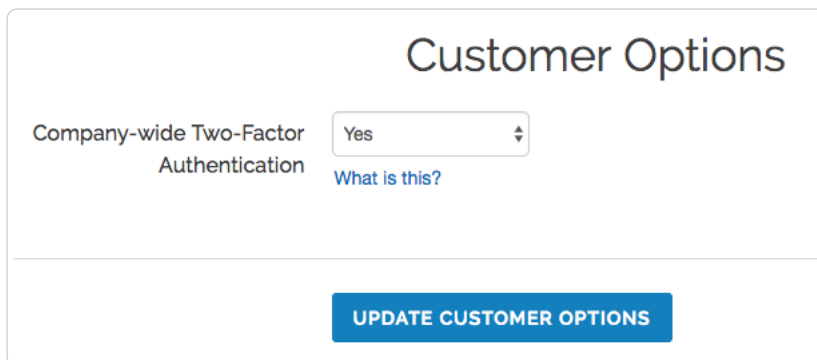 Customer Options
Company-wide Two-Factor
Authentication
Yes
What is this?
UPDATE CUSTOMER OPTIONS